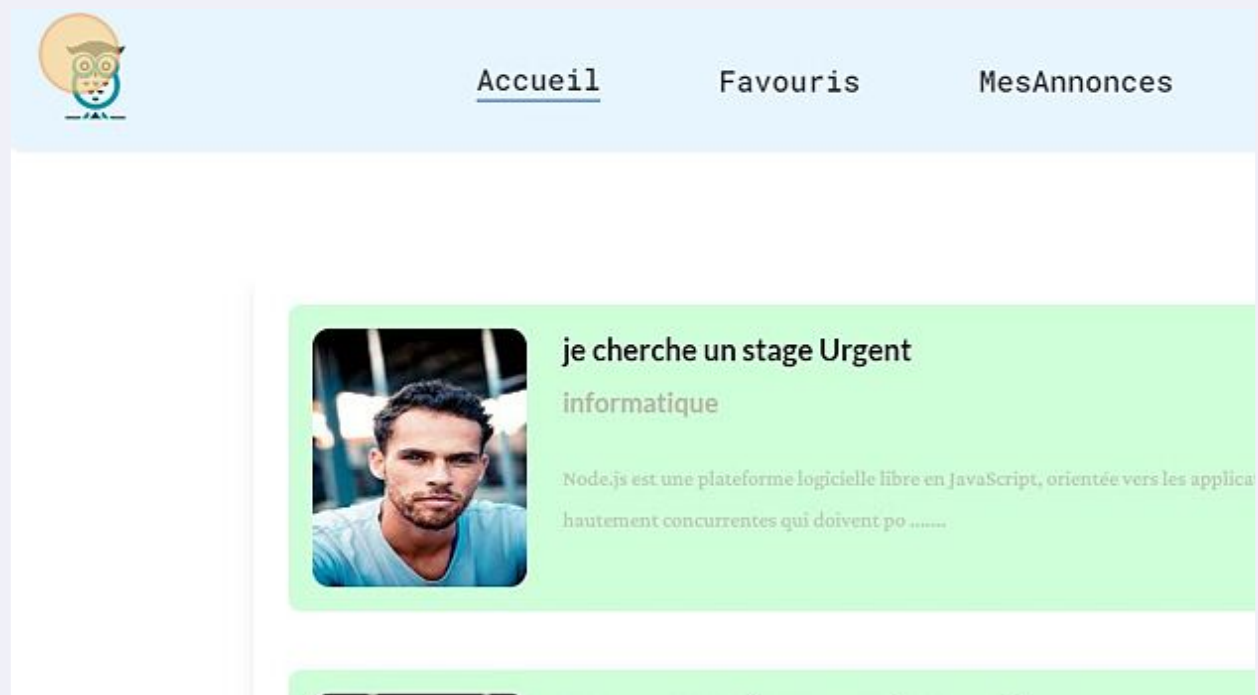 Accueil Favouris MesAnnonces
je cherche un stage Urgent
informatique
Node.js est une plateforme logicielle libre en JavaScript, orientée vers les
hautement concurrentes qui doivent po .......